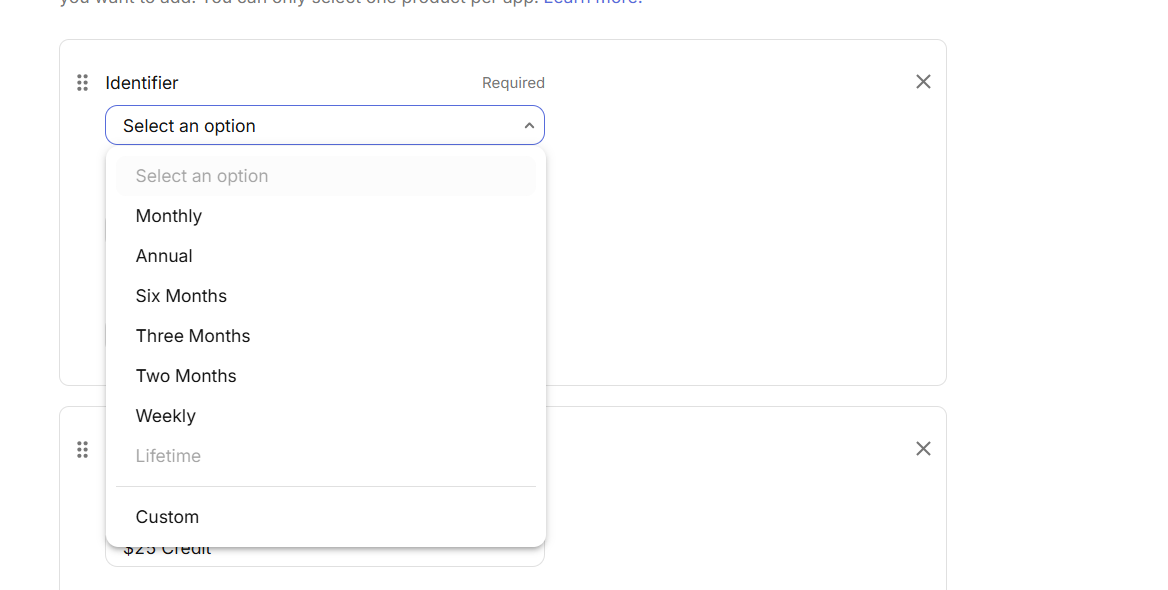 you want to add. You can only select one product per app. Learn more.
Identifier
Required
Select an option
Select an option
Monthly
Annual
Six Months
Three Months
Two Months
Weekly
Lifetime
Custom
$25 Credit